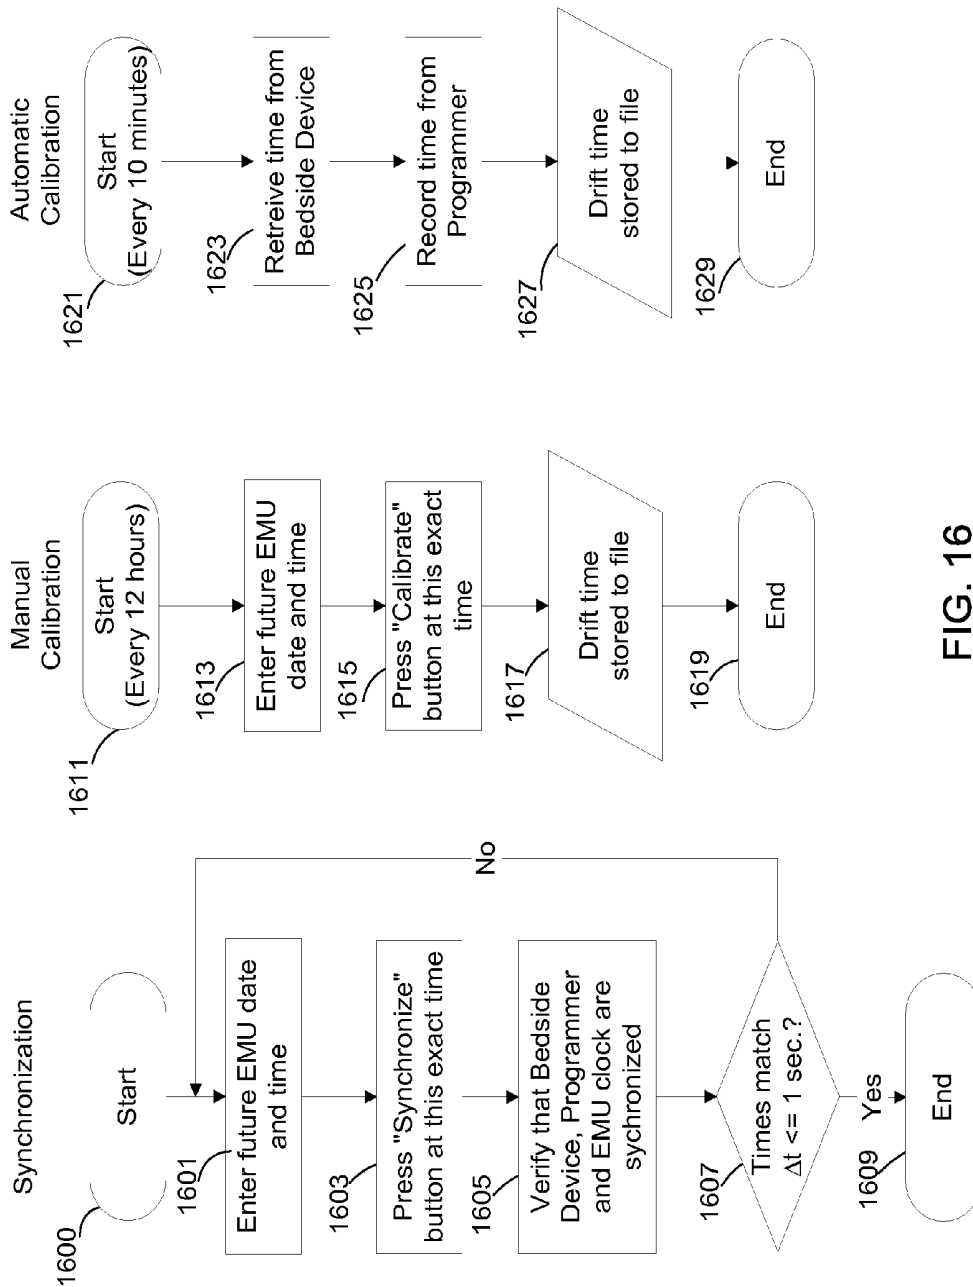 Synchronization
1600
Start
1601
Enter future EMU date
and time
1603
Press "Synchronize"
button at this exact time
1605
Verify that Bedside
Device, Programmer
and EMU clock are
sychronized
1607
Times match
Δt <= 1 sec.?
No
Yes
1609
End
Manual
Calibration
1611
Start
(Every 12 hours)
1613
Enter future EMU
date and time
1615
Press "Calibrate"
button at this exact
time
1617
Drift time
stored to file
1619
End
Automatic
Calibration
1621
Start
(Every 10 minutes)
1623
Retreive time from
Bedside Device
1625
Record time from
Programmer
1627
Drift time
stored to file
1629
End
FIG. 16